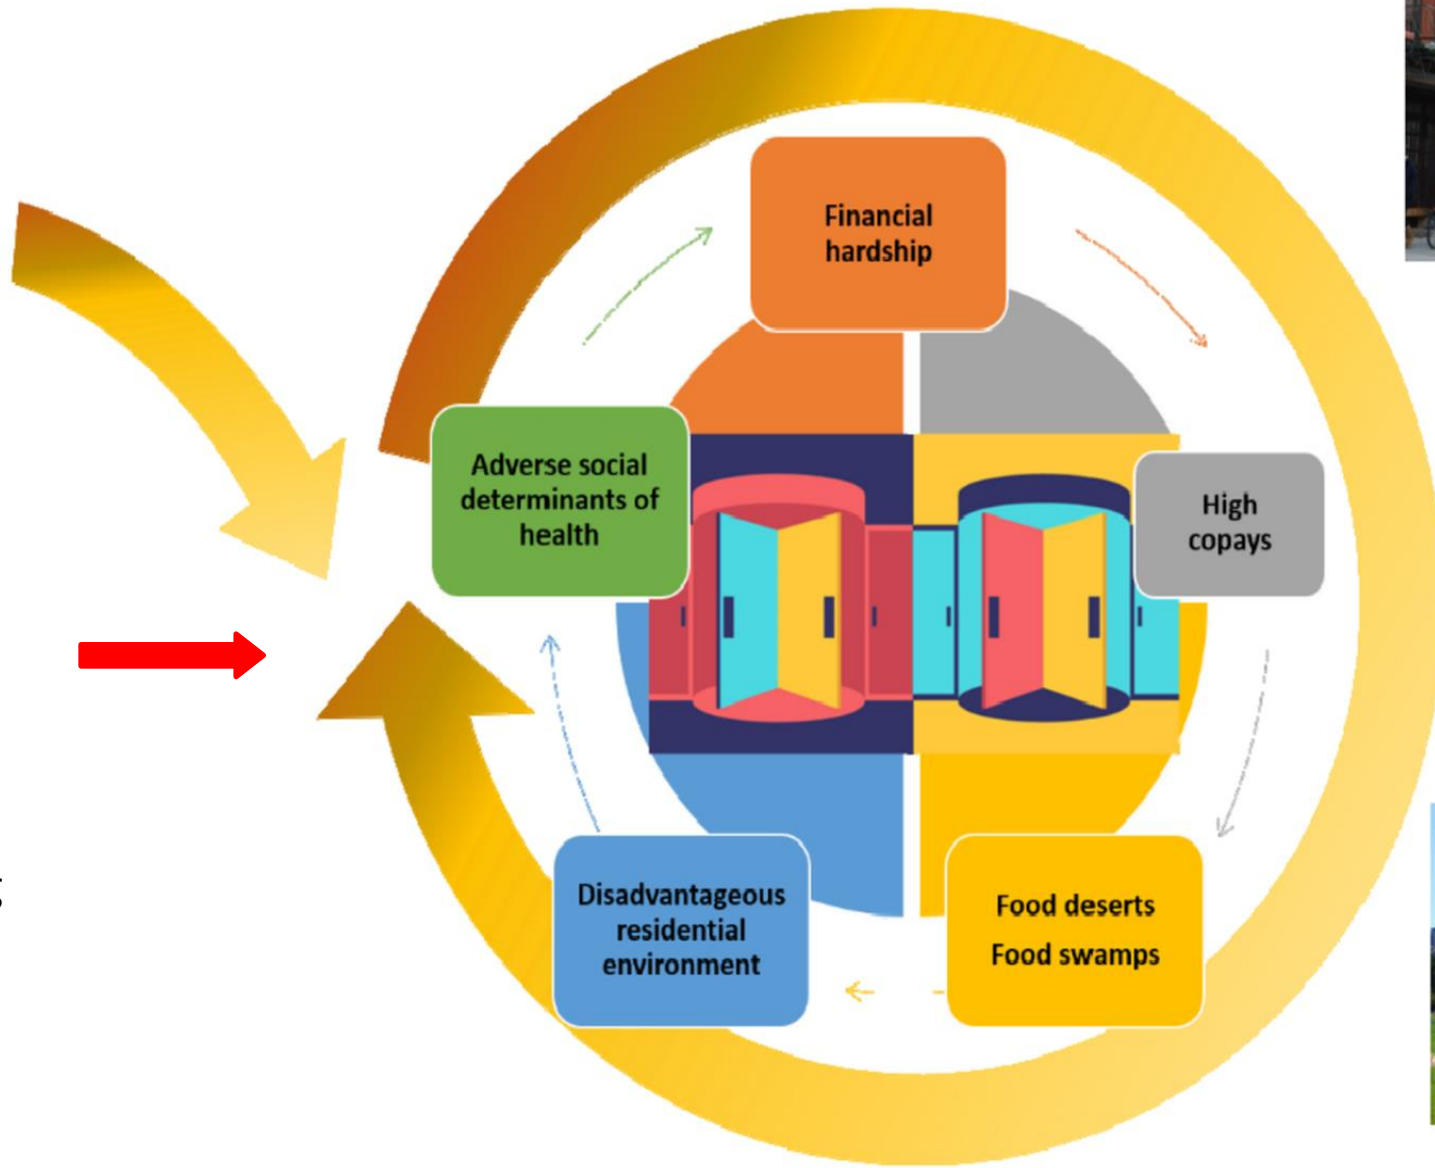 Financial
hardship
Adverse social
determinants of
health
High
copays
Disadvantageous
residential
environment
Food deserts
Food swamps